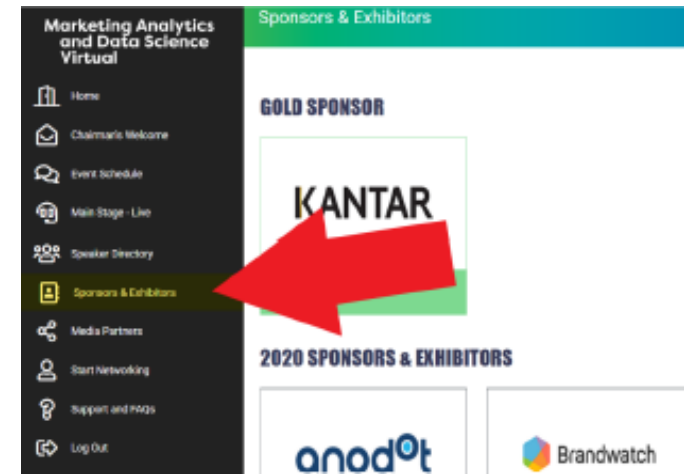 Marketing Analytics
and Data Science
Virtual
Home
Chairman's Welcome
Event Schedule
Main Stage - Live
Speaker Directory
Sponsors & Exhibitors
Media Partners
Start Networking
Support and FAQs
Log Out
Sponsors & Exhibitors
GOLD SPONSOR
KANTAR
2020 SPONSORS & EXHIBITORS
anodot
Brandwatch